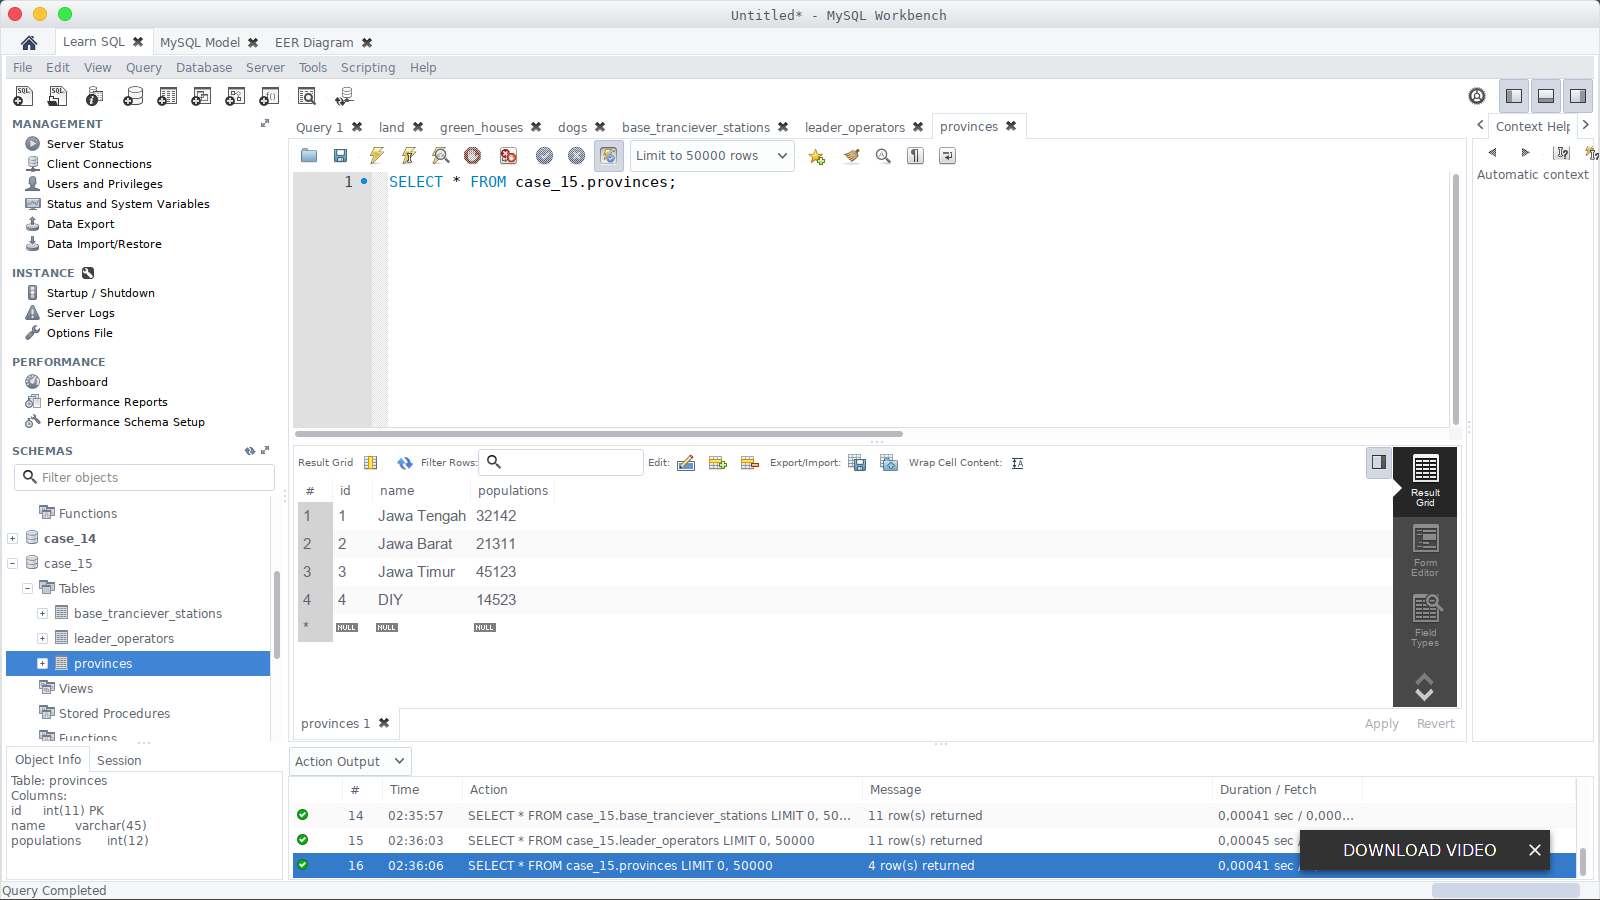 Untitled* - MySQL Workbench
Learn SQL
MySQL Model
EER Diagram
File Edit View Query Database Server Tools Scripting Help
MANAGEMENT
Server Status
Client Connections
Users and Privileges
Status and System Variables
Data Export
Data Import/Restore
INSTANCE
Startup / Shutdown
Server Logs
Options File
PERFORMANCE
Dashboard
Performance Reports
Performance Schema Setup
SCHEMAS
Filter objects
Functions
case_14
case_15
Tables
base_tranciever_stations
leader_operators
provinces
Views
Stored Procedures
Functions
Object Info Session
Table: provinces
Columns:
id int(11) PK
name varchar(45)
populations int(12)
Query Completed
Query 1 land green_houses dogs base_tranciever_stations leader_operators provinces
Limit to 50000 rows
1 SELECT * FROM case_15.provinces;
Result Grid Filter Rows: Edit: Export/Import: Wrap Cell Content:
# id name populations
1 1 Jawa Tengah 32142
2 2 Jawa Barat 21311
3 3 Jawa Timur 45123
4 4 DIY 14523
* NULL NULL NULL
Result
Grid
Form
Editor
Field
Types
provinces 1
Apply Revert
Context Help
Automatic context
Action Output
# Time Action Message Duration / Fetch
14 02:35:57 SELECT * FROM case_15.base_tranciever_stations LIMIT 0, 50... 11 row(s) returned 0,00041 sec / 0,000...
15 02:36:03 SELECT * FROM case_15.leader_operators LIMIT 0, 50000 11 row(s) returned 0,00045 sec /
16 02:36:06 SELECT * FROM case_15.provinces LIMIT 0, 50000 4 row(s) returned 0,00041 sec /
DOWNLOAD VIDEO